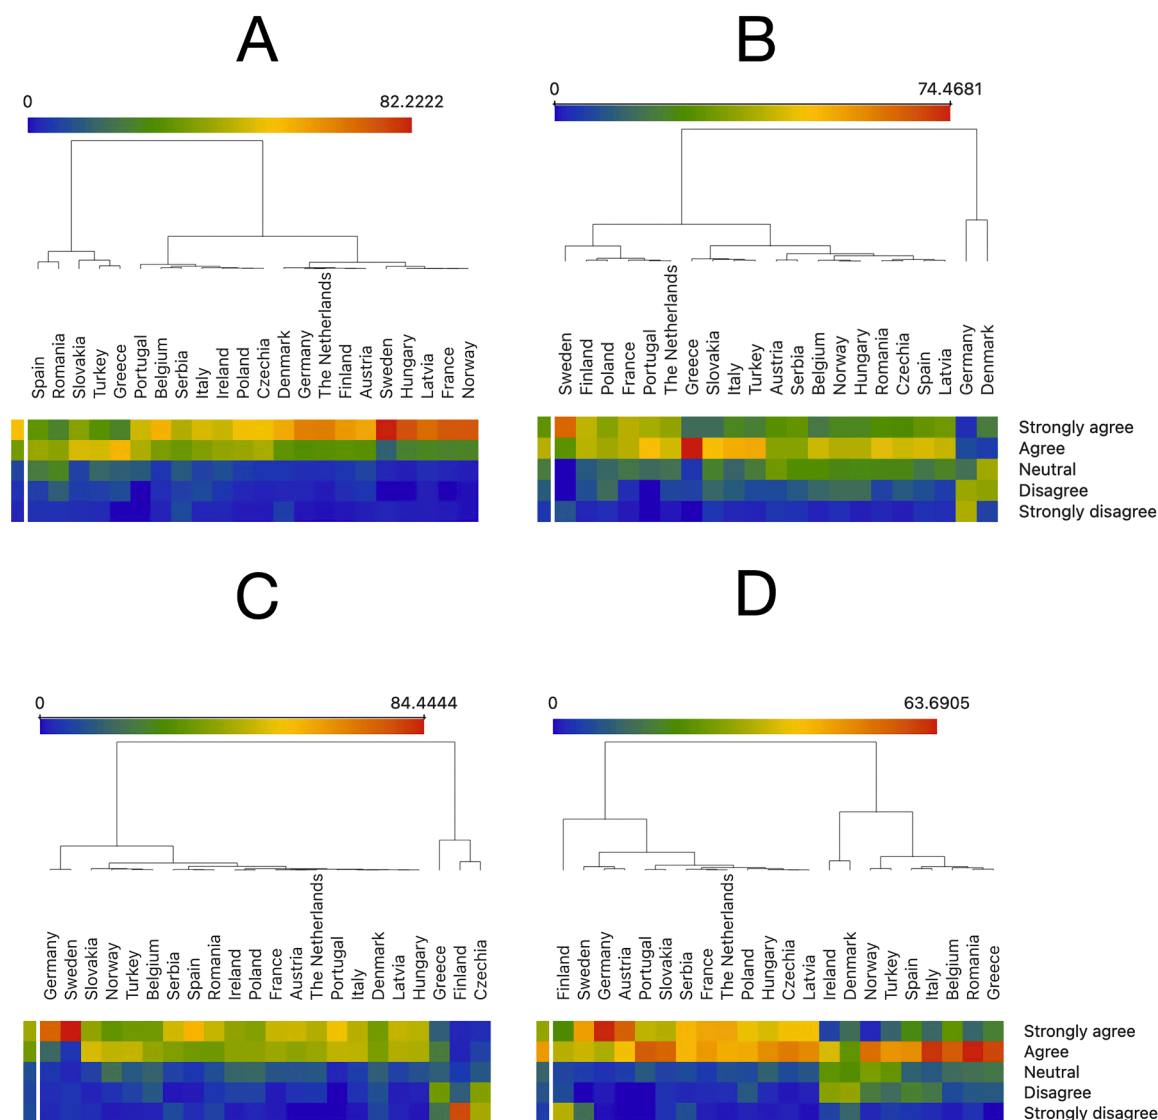 A
0 82.2222
Spain
Romania
Slovakia
Turkey
Greece
Portugal
Belgium
Serbia
Italy
Ireland
Poland
Czechia
Denmark
Germany
The Netherlands
Finland
Austria
Sweden
Hungary
Latvia
France
Norway
B
0 74.4681
Sweden
Finland
Poland
France
Portugal
The Netherlands
Greece
Slovakia
Italy
Turkey
Austria
Serbia
Belgium
Norway
Hungary
Romania
Czechia
Spain
Latvia
Germany
Denmark
Strongly agree
Agree
Neutral
Disagree
Strongly disagree
C
0 84.4444
Germany
Sweden
Slovakia
Norway
Turkey
Belgium
Serbia
Spain
Romania
Ireland
Poland
France
Austria
The Netherlands
Portugal
Italy
Denmark
Latvia
Hungary
Greece
Finland
Czechia
D
0 63.6905
Finland
Sweden
Germany
Austria
Portugal
Slovakia
Serbia
France
The Netherlands
Poland
Hungary
Czechia
Latvia
Ireland
Denmark
Norway
Turkey
Spain
Italy
Belgium
Romania
Greece
Strongly agree
Agree
Neutral
Disagree
Strongly disagree